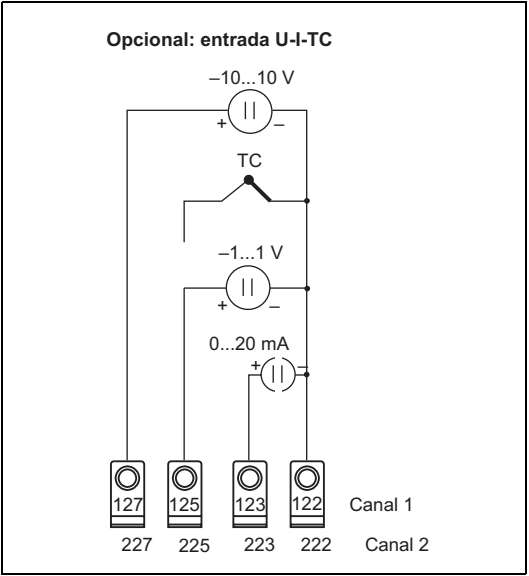 Opcional: entrada U-I-TC
–10...10 V
+ –
TC
–1...1 V
+ –
0...20 mA
+ –
127 125 123 122 Canal 1
227 225 223 222 Canal 2